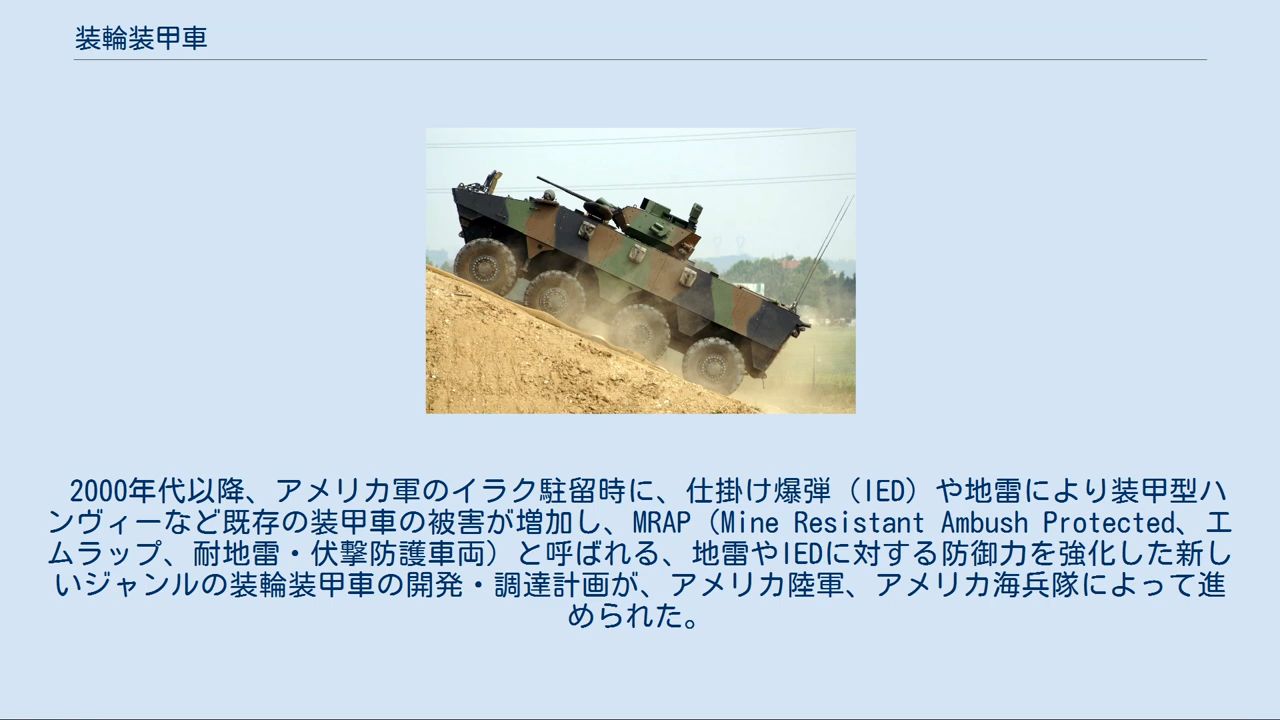 装輪装甲車
2000年代以降、アメリカ軍のイラク駐留時に、仕掛け爆弾（IED）や地雷により装甲型ハ
ンヴィーなど既存の装甲車の被害が増加し、MRAP（Mine Resistant Ambush Protected、エ
ムラップ、耐地雷・伏撃防護車両）と呼ばれる、地雷やIEDに対する防御力を強化した新し
いジャンルの装輪装甲車の開発・調達計画が、アメリカ陸軍、アメリカ海兵隊によって進
められた。